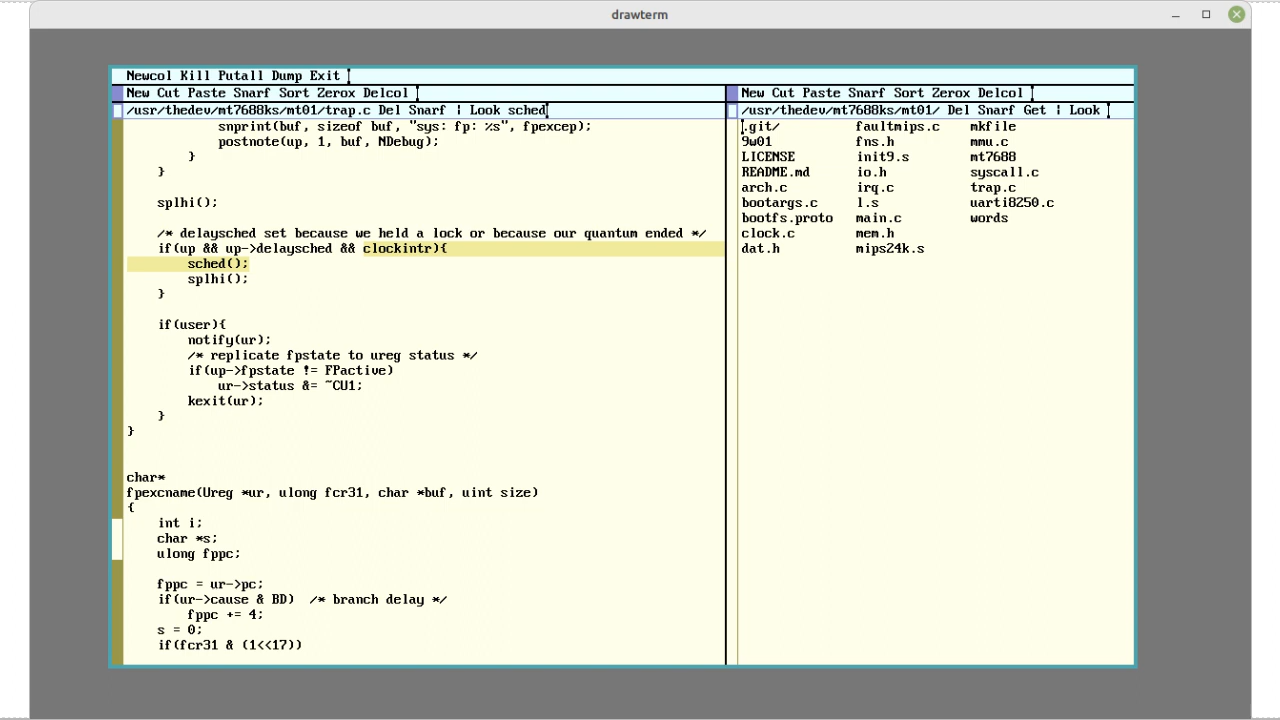 drawterm
Newcol Kill Putall Dump Exit
New Cut Paste Snarf Sort Zerox Delcol
/usr/thedev/mt7688ks/mt01/trap.c Del Snarf | Look sched
snprint(buf, sizeof buf, "sys: fp: %s", fpexcep);
postnote(up, 1, buf, NDebug);
}
}
splhi();
/* delaysched set because we held a lock or because our quantum ended */
if(up && up->delaysched && clockintr){
sched();
splhi();
}
if(user){
notify(ur);
/* replicate fpstate to ureg status */
if(up->fpstate != FPactive)
ur->status &= ~CU1;
kexit(ur);
}
}
char*
fpexcname(Ureg *ur, ulong fcr31, char *buf, uint size)
{
int i;
char *s;
ulong fppc;
fppc = ur->pc;
if(ur->cause & BD) /* branch delay */
fppc += 4;
s = 0;
if(fcr31 & (1<<17))
New Cut Paste Snarf Sort Zerox Delcol
/usr/thedev/mt7688ks/mt01/ Del Snarf Get | Look
.git/ faultmips.c mkfile
9w01 fns.h mmu.c
LICENSE init9.s mt7688
README.md io.h syscall.c
arch.c irq.c trap.c
bootargs.c l.s uarti8250.c
bootfs.proto main.c words
clock.c mem.h
dat.h mips24k.s